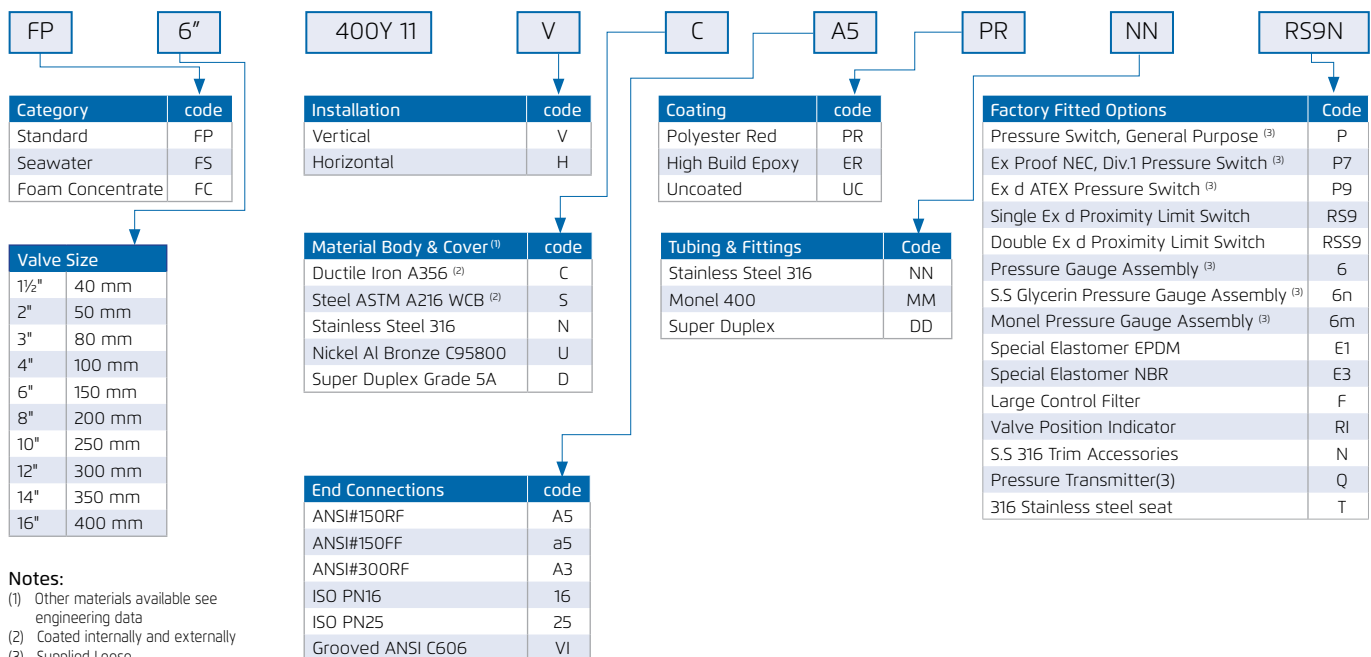 FP 6" 400Y 11 V C A5 PR NN RS9N
Category code
Standard FP
Seawater FS
Foam Concentrate FC
Valve Size
1½" 40 mm
2" 50 mm
3" 80 mm
4" 100 mm
6" 150 mm
8" 200 mm
10" 250 mm
12" 300 mm
14" 350 mm
16" 400 mm
Notes:
(1) Other materials available see
engineering data
(2) Coated internally and externally
(3) Supplied Loose
Installation code
Vertical V
Horizontal H
Material Body & Cover (1) code
Ductile Iron A356 (2) C
Steel ASTM A216 WCB (2) S
Stainless Steel 316 N
Nickel Al Bronze C95800 U
Super Duplex Grade 5A D
End Connections code
ANSI#150RF A5
ANSI#150FF a5
ANSI#300RF A3
ISO PN16 16
ISO PN25 25
Grooved ANSI C606 VI
Coating code
Polyester Red PR
High Build Epoxy ER
Uncoated UC
Tubing & Fittings Code
Stainless Steel 316 NN
Monel 400 MM
Super Duplex DD
Factory Fitted Options Code
Pressure Switch, General Purpose (3) P
Ex Proof NEC, Div.1 Pressure Switch (3) P7
Ex d ATEX Pressure Switch (3) P9
Single Ex d Proximity Limit Switch RS9
Double Ex d Proximity Limit Switch RSS9
Pressure Gauge Assembly (3) 6
S.S Glycerin Pressure Gauge Assembly (3) 6n
Monel Pressure Gauge Assembly (3) 6m
Special Elastomer EPDM E1
Special Elastomer NBR E3
Large Control Filter F
Valve Position Indicator RI
S.S 316 Trim Accessories N
Pressure Transmitter(3) Q
316 Stainless steel seat T